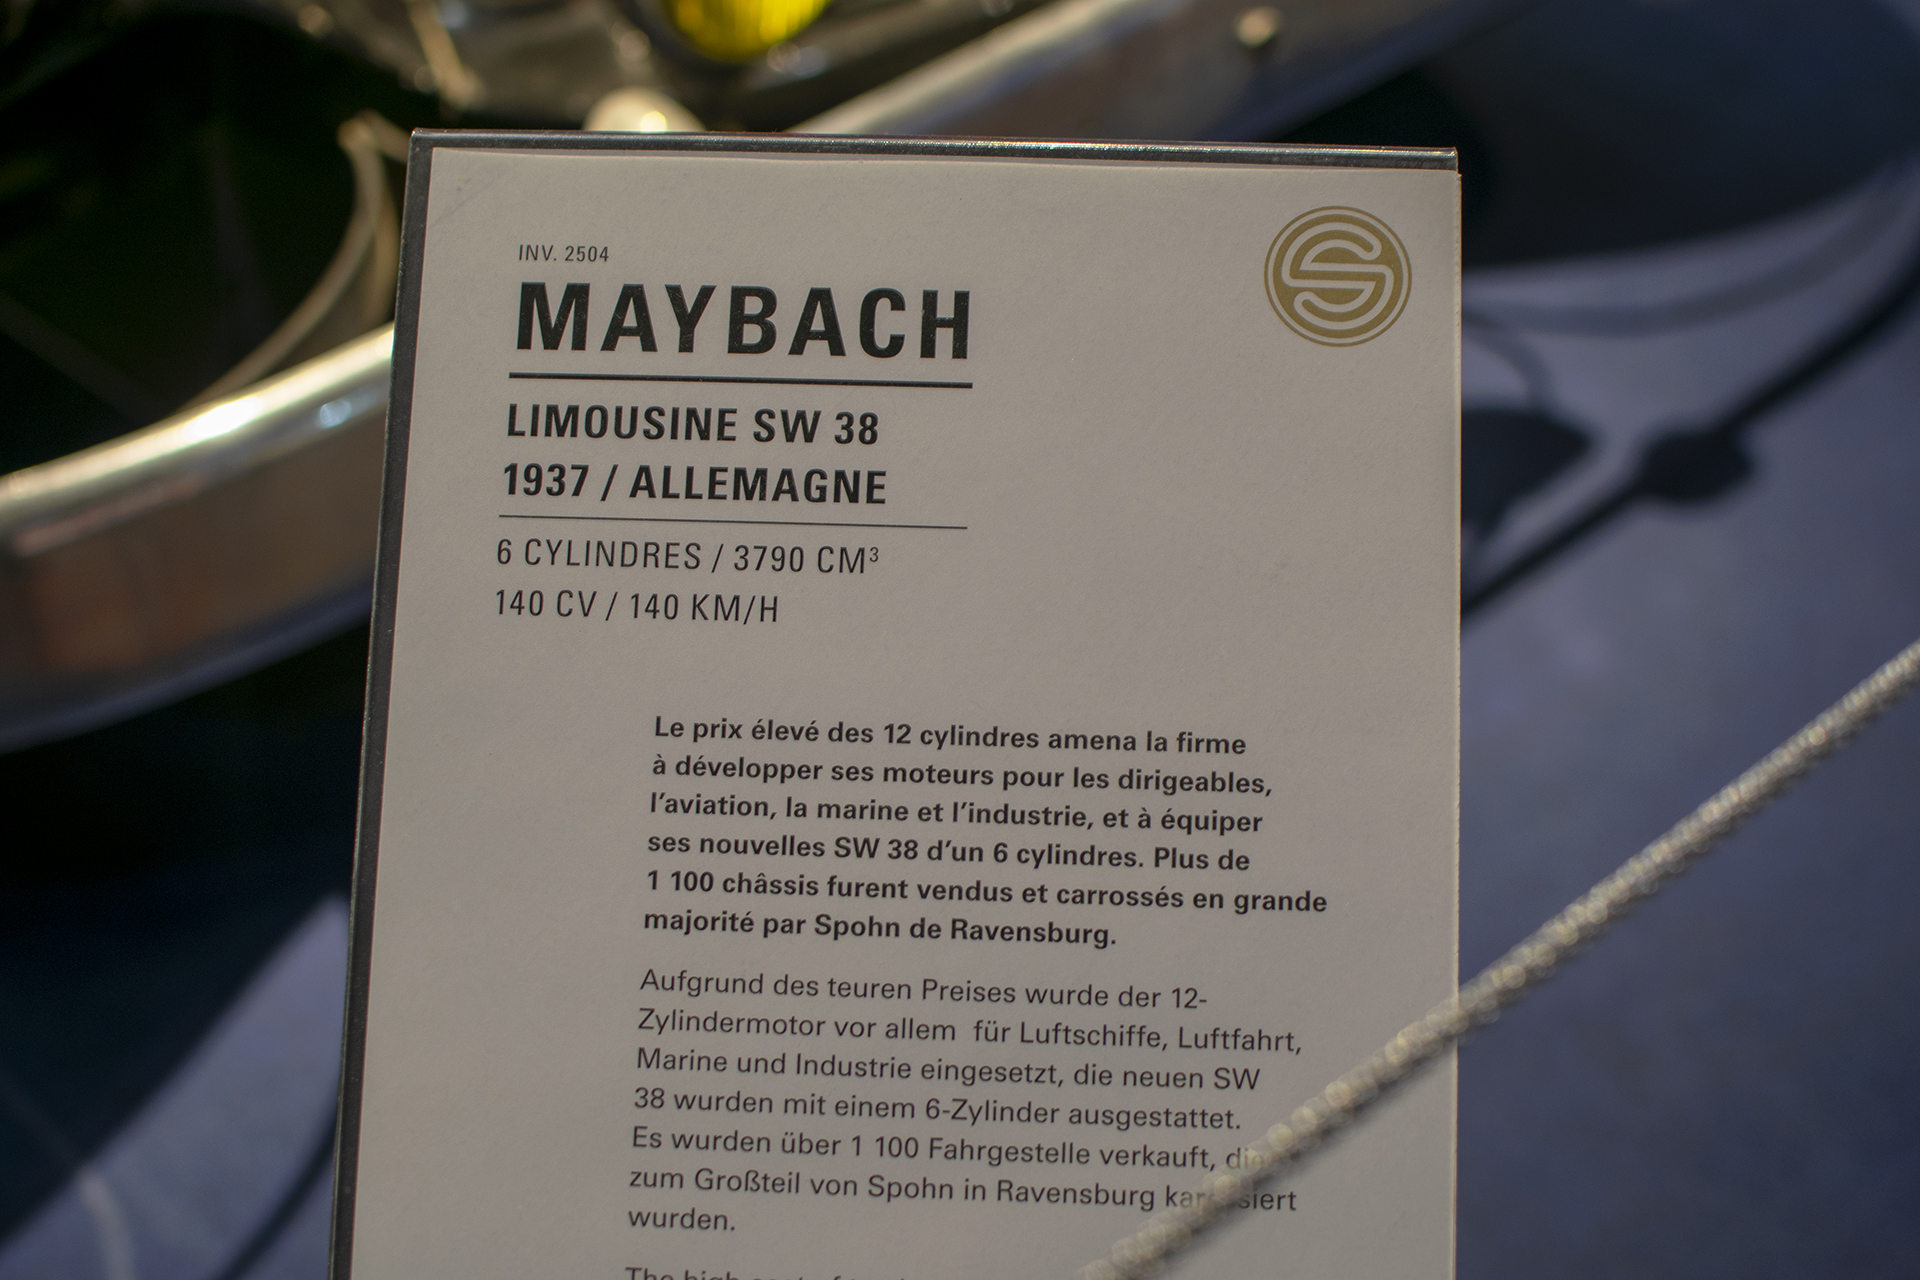 INV. 2504
MAYBACH
LIMOUSINE SW 38
1937 / ALLEMAGNE
6 CYLINDRES / 3790 CM³
140 CV / 140 KM/H
Le prix élevé des 12 cylindres amena la firme
à développer ses moteurs pour les dirigeables,
l'aviation, la marine et l'industrie, et à équiper
ses nouvelles SW 38 d'un 6 cylindres. Plus de
1 100 châssis furent vendus et carrossés en grande
majorité par Spohn de Ravensburg.
Aufgrund des teuren Preises wurde der 12-
Zylindermotor vor allem für Luftschiffe, Luftfahrt,
Marine und Industrie eingesetzt, die neuen SW
38 wurden mit einem 6-Zylinder ausgestattet.
Es wurden über 1 100 Fahrgestelle verkauft, die
zum Großteil von Spohn in Ravensburg karossiert
wurden.
The high